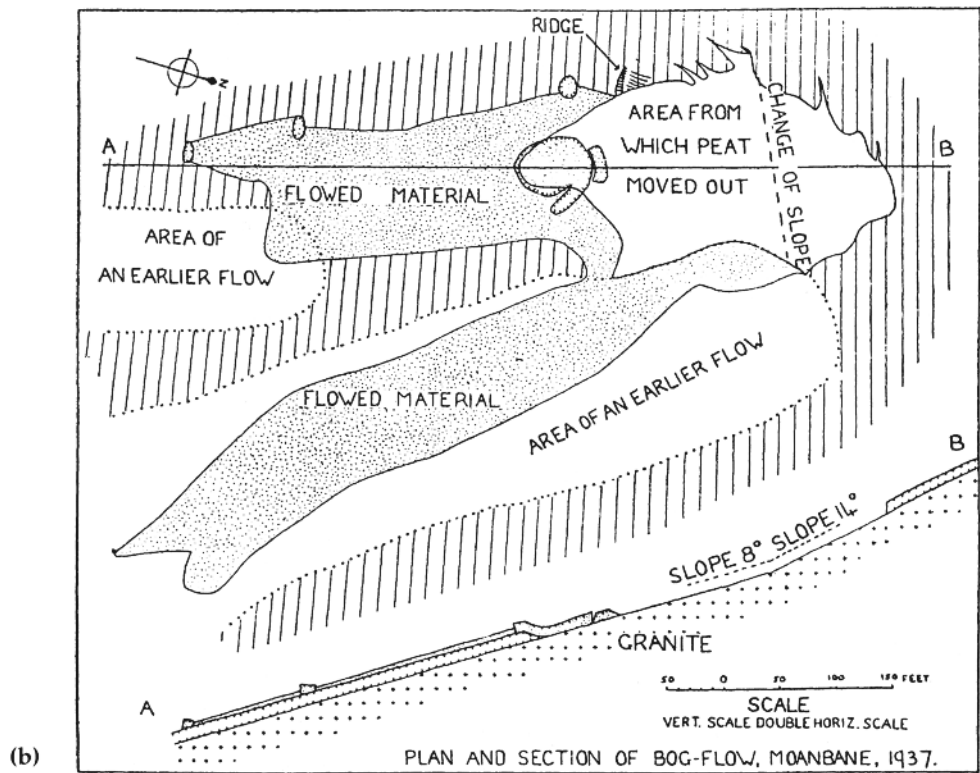 RIDGE
N
AREA FROM
WHICH PEAT
MOVED OUT
CHANGE OF SLOPE
A
B
FLOWED MATERIAL
AREA OF
AN EARLIER FLOW
FLOWED MATERIAL
AREA OF AN EARLIER FLOW
B
SLOPE 8° SLOPE 14°
GRANITE
A
50 0 50 100 150 FEET
SCALE
VERT. SCALE DOUBLE HORIZ. SCALE
(b)
PLAN AND SECTION OF BOG-FLOW, MOANBANE, 1937.